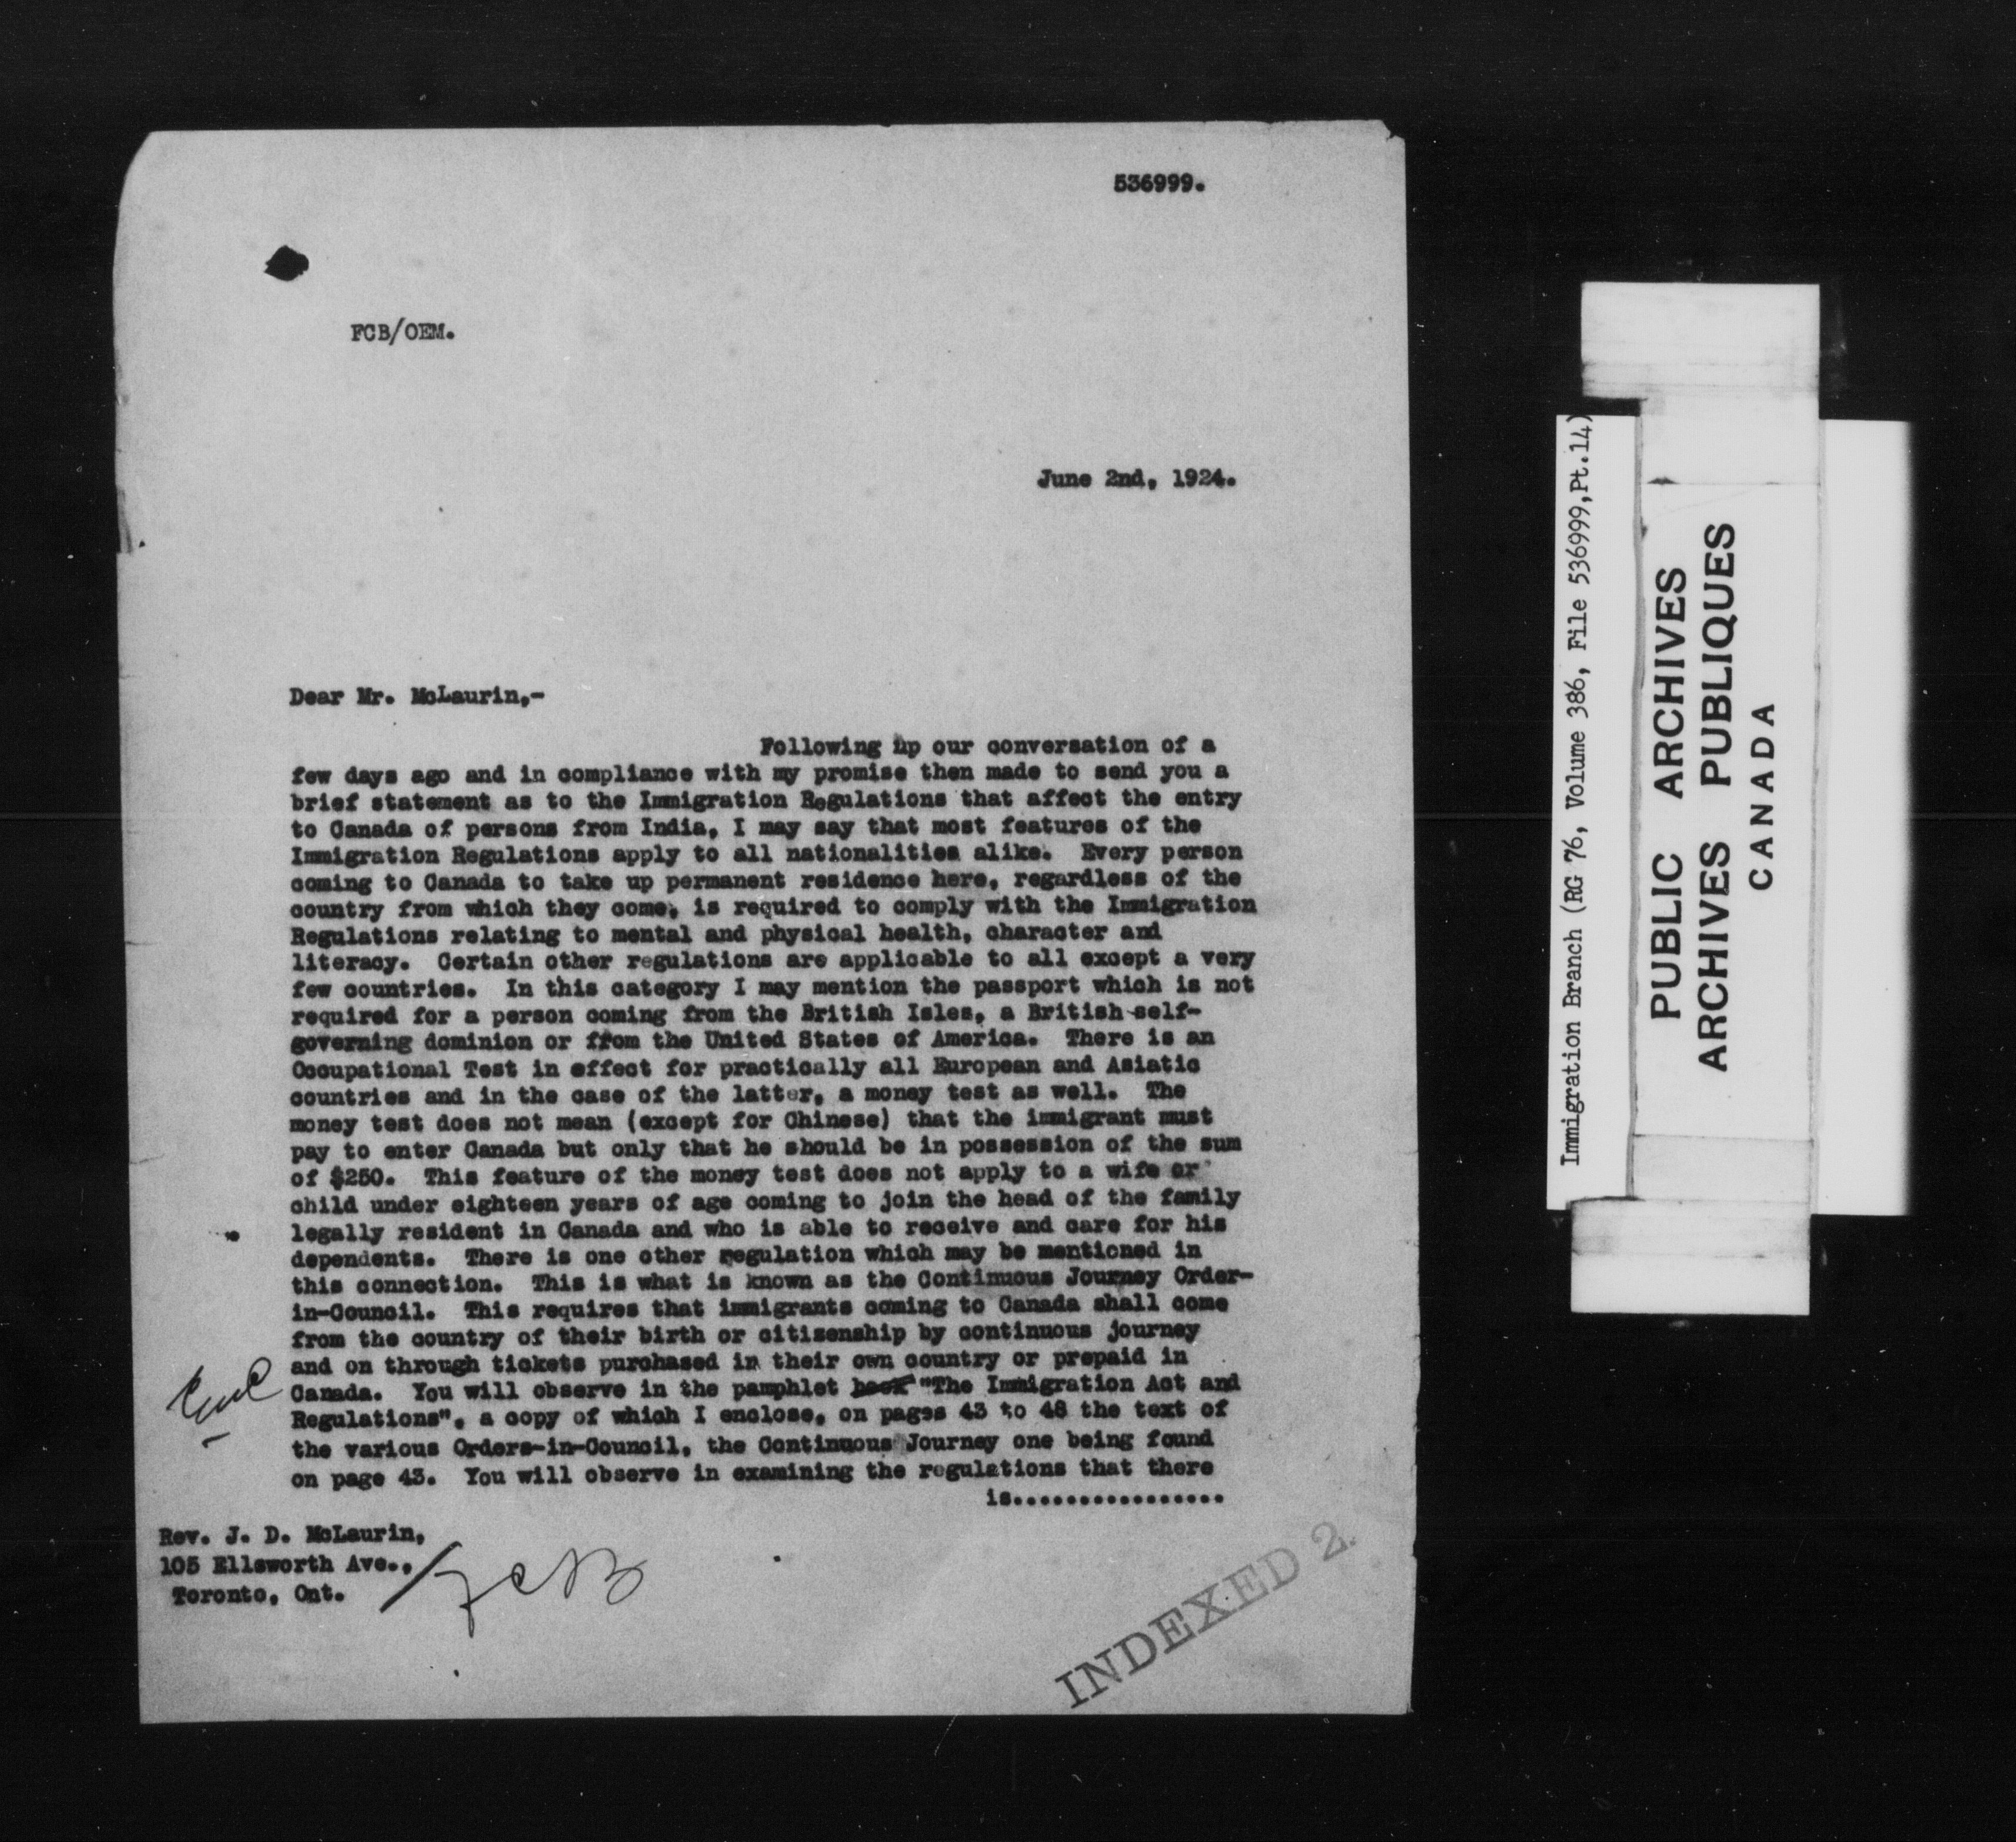 536999.
FCB/OEM.
June 2nd, 1924.
Dear Mr. McLaurin,-
Following up our conversation of a
few days ago and in compliance with my promise then made to send you a
brief statement as to the Immigration Regulations that affect the entry
to Canada of persons from India, I may say that most features of the
Immigration Regulations apply to all nationalities alike. Every person
coming to Canada to take up permanent residence here, regardless of the
country from which they come, is required to comply with the Immigration
Regulations relating to mental and physical health, character and
literacy. Certain other regulations are applicable to all except a very
few countries. In this category I may mention the passport which is not
required for a person coming from the British Isles, a British self-
governing dominion or from the United States of America. There is an
Occupational Test in effect for practically all European and Asiatic
countries and in the case of the latter, a money test as well. The
money test does not mean (except for Chinese) that the immigrant must
pay to enter Canada but only that he should be in possession of the sum
of $250. This feature of the money test does not apply to a wife or
child under eighteen years of age coming to join the head of the family
legally resident in Canada and who is able to receive and care for his
dependents. There is one other regulation which may be mentioned in
this connection. This is what is known as the Continuous Journey Order-
in-Council. This requires that immigrants coming to Canada shall come
from the country of their birth or citizenship by continuous journey
and on through tickets purchased in their own country or prepaid in
Canada. You will observe in the pamphlet book "The Immigration Act and
Regulations", a copy of which I enclose, on pages 43 to 48 the text of
the various Orders-in-Council, the Continuous Journey one being found
on page 43. You will observe in examining the regulations that there
is.................
Rev. J. D. McLaurin,
105 Ellsworth Ave.,
Toronto, Ont.
FCB
INDEXED 2.
Immigration Branch (RG 76, Volume 386, File 536999,Pt.14)
PUBLIC ARCHIVES
ARCHIVES PUBLIQUES
CANADA